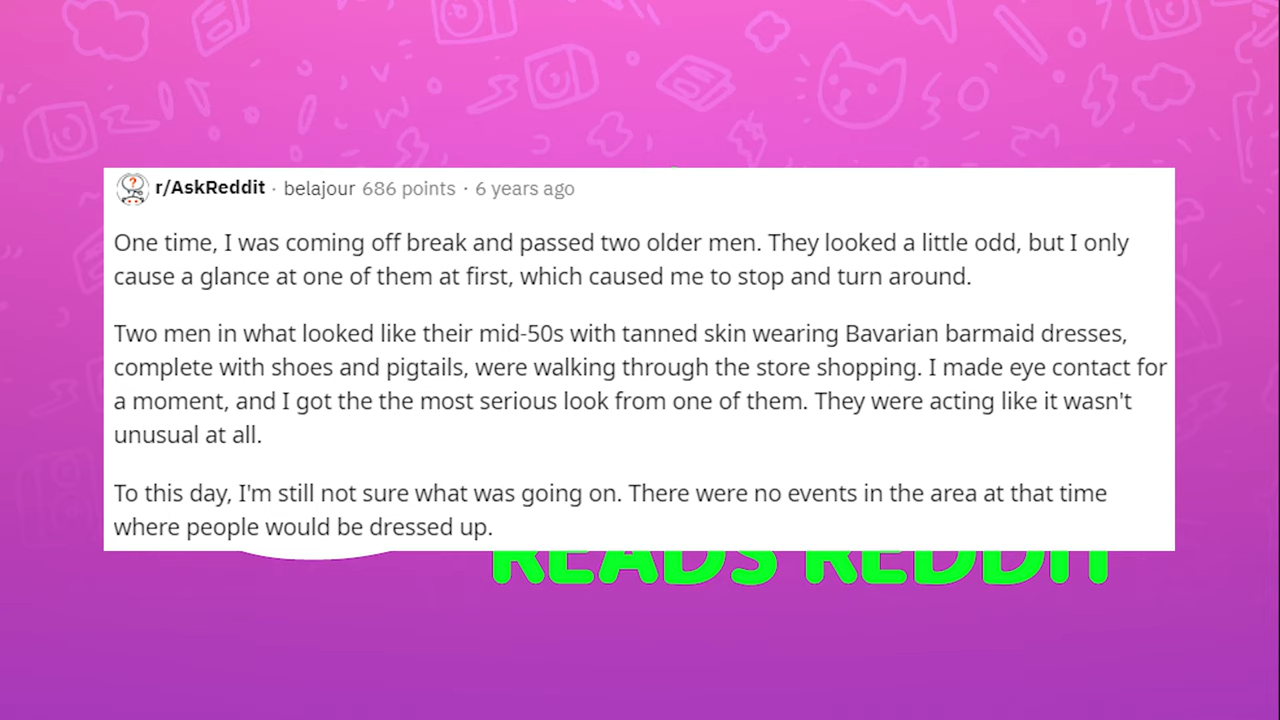 r/AskReddit · belajour 686 points · 6 years ago
One time, I was coming off break and passed two older men. They looked a little odd, but I only
cause a glance at one of them at first, which caused me to stop and turn around.
Two men in what looked like their mid-50s with tanned skin wearing Bavarian barmaid dresses,
complete with shoes and pigtails, were walking through the store shopping. I made eye contact for
a moment, and I got the the most serious look from one of them. They were acting like it wasn't
unusual at all.
To this day, I'm still not sure what was going on. There were no events in the area at that time
where people would be dressed up.
READS REDDIT